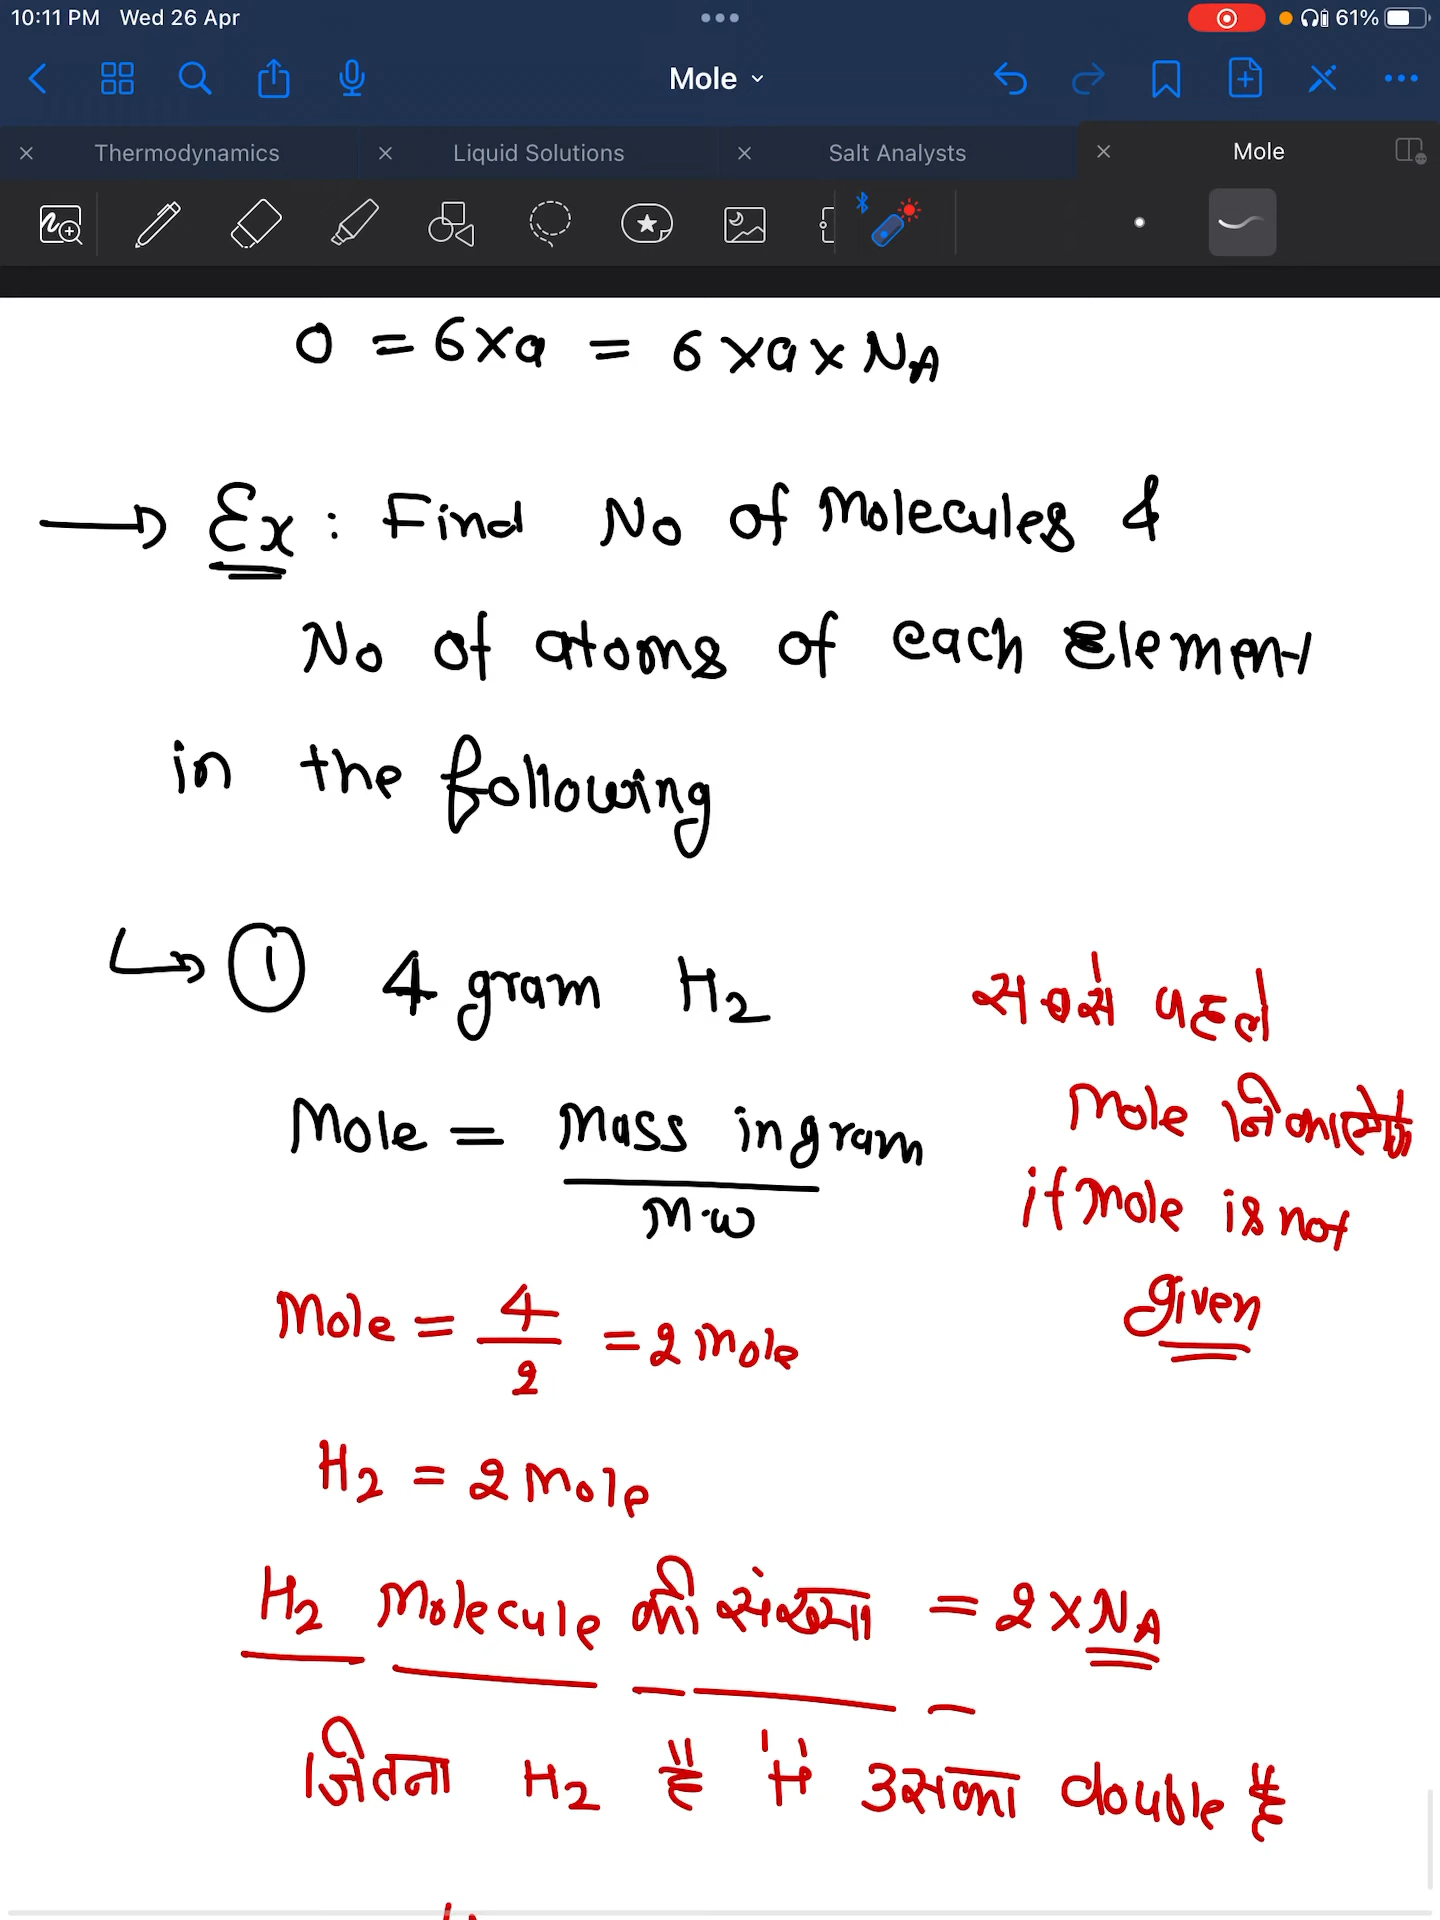 10:11 PM Wed 26 Apr 61%
Mole
Thermodynamics Liquid Solutions Salt Analysts Mole
O = 6×a = 6×a×NA
Ex : Find No of Molecules &
No of atoms of each Element
in the following
① 4 gram H2
सबसे पहले
Mole = Mass in gram / M.w
Mole निकालेंगे
if Mole is not
given
Mole = 4/2 = 2 Mole
H2 = 2 Mole
H2 Molecule की संख्या = 2×NA
जितना H2 है H उसका double है